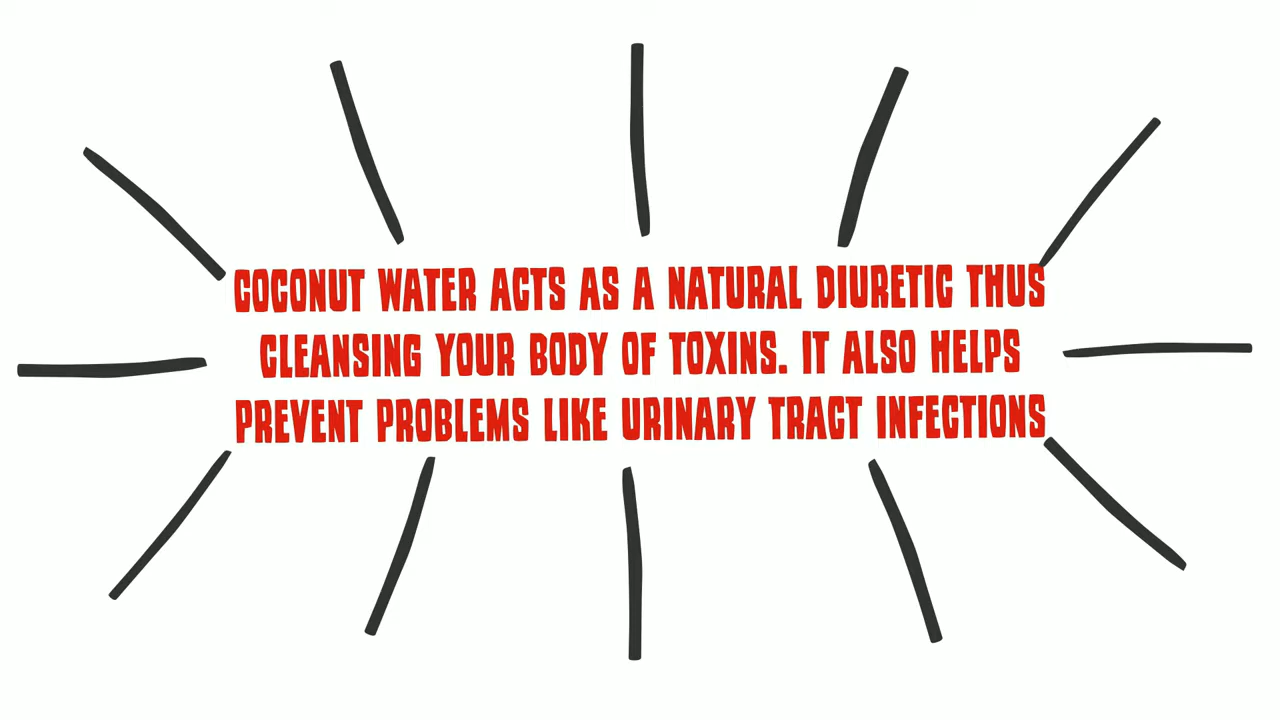 COCONUT WATER ACTS AS A NATURAL DIURETIC THUS
CLEANSING YOUR BODY OF TOXINS. IT ALSO HELPS
PREVENT PROBLEMS LIKE URINARY TRACT INFECTIONS